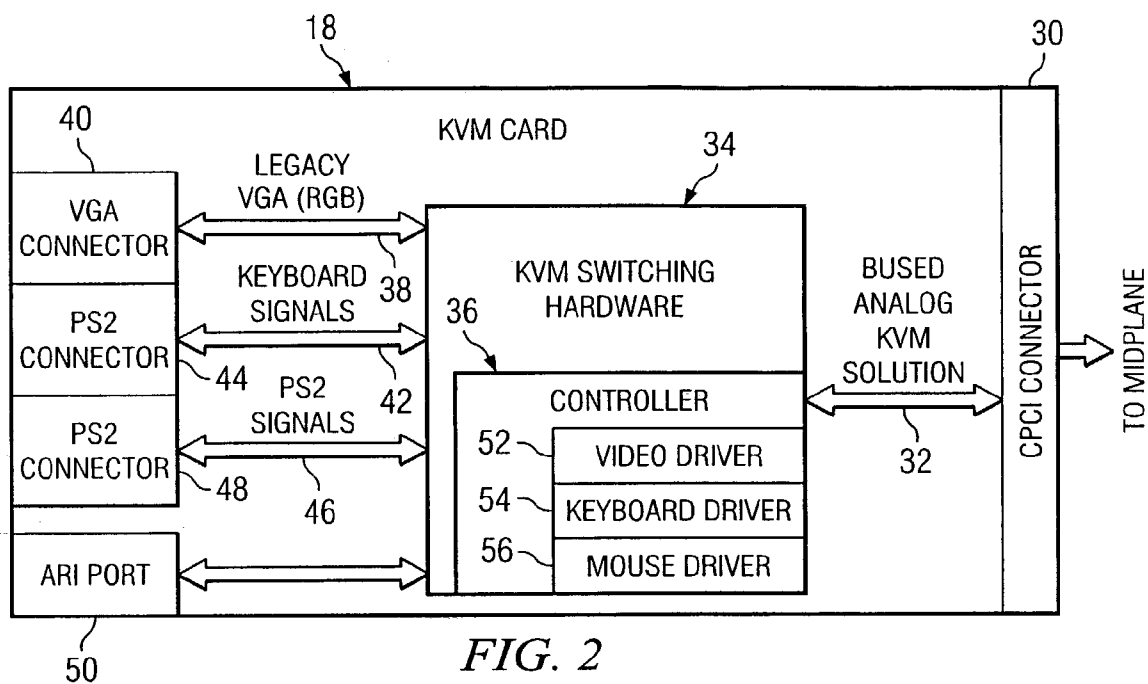 18
30
KVM CARD
40
34
LEGACY
VGA (RGB)
VGA
CONNECTOR
38
KVM SWITCHING
HARDWARE
KEYBOARD
SIGNALS
PS2
CONNECTOR
44
42
36
BUSED
ANALOG
KVM
SOLUTION
32
CPCI CONNECTOR
TO MIDPLANE
PS2
SIGNALS
PS2
CONNECTOR
48
46
CONTROLLER
52
VIDEO DRIVER
54
KEYBOARD DRIVER
56
MOUSE DRIVER
ARI PORT
50
FIG. 2